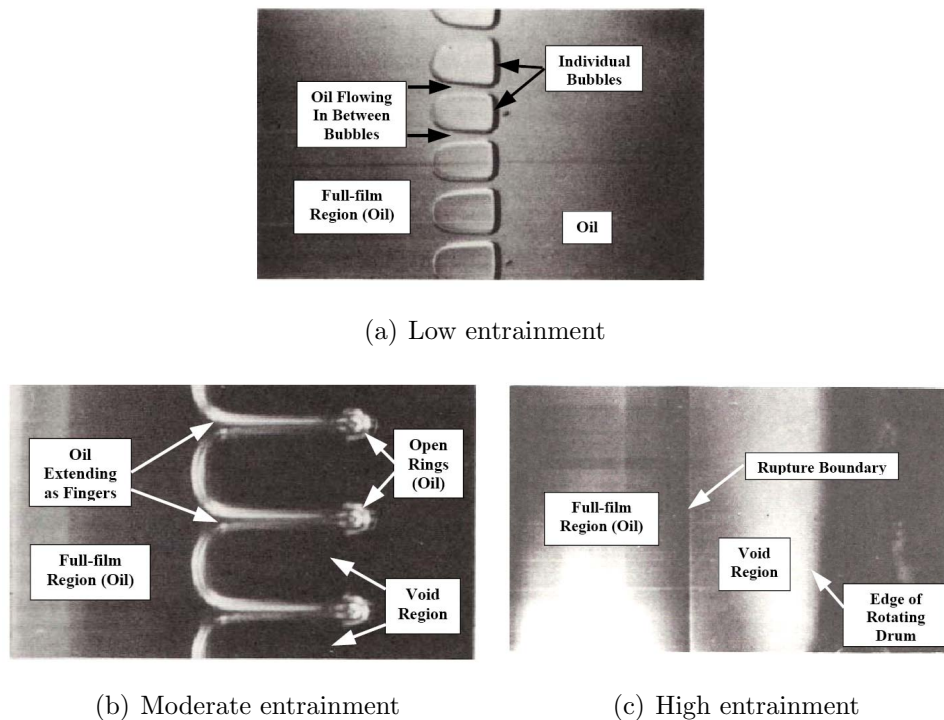 Individual
Bubbles
Oil Flowing
In Between
Bubbles
Full-film
Region (Oil)
Oil
(a) Low entrainment
Oil
Extending
as Fingers
Open
Rings
(Oil)
Full-film
Region (Oil)
Void
Region
(b) Moderate entrainment
Rupture Boundary
Full-film
Region (Oil)
Void
Region
Edge of
Rotating
Drum
(c) High entrainment